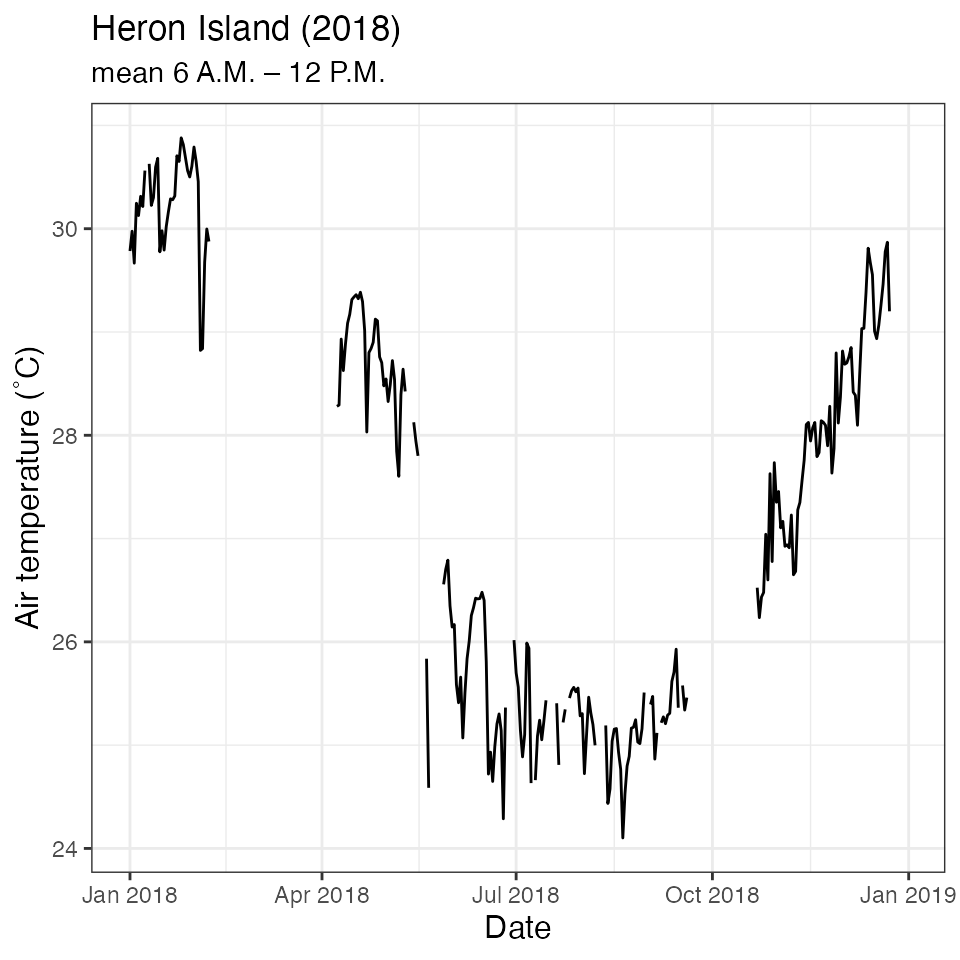 Heron Island (2018)
mean 6 A.M. – 12 P.M.
Air temperature (˚C)
30
28
26
24
Jan 2018 Apr 2018 Jul 2018 Oct 2018 Jan 2019
Date